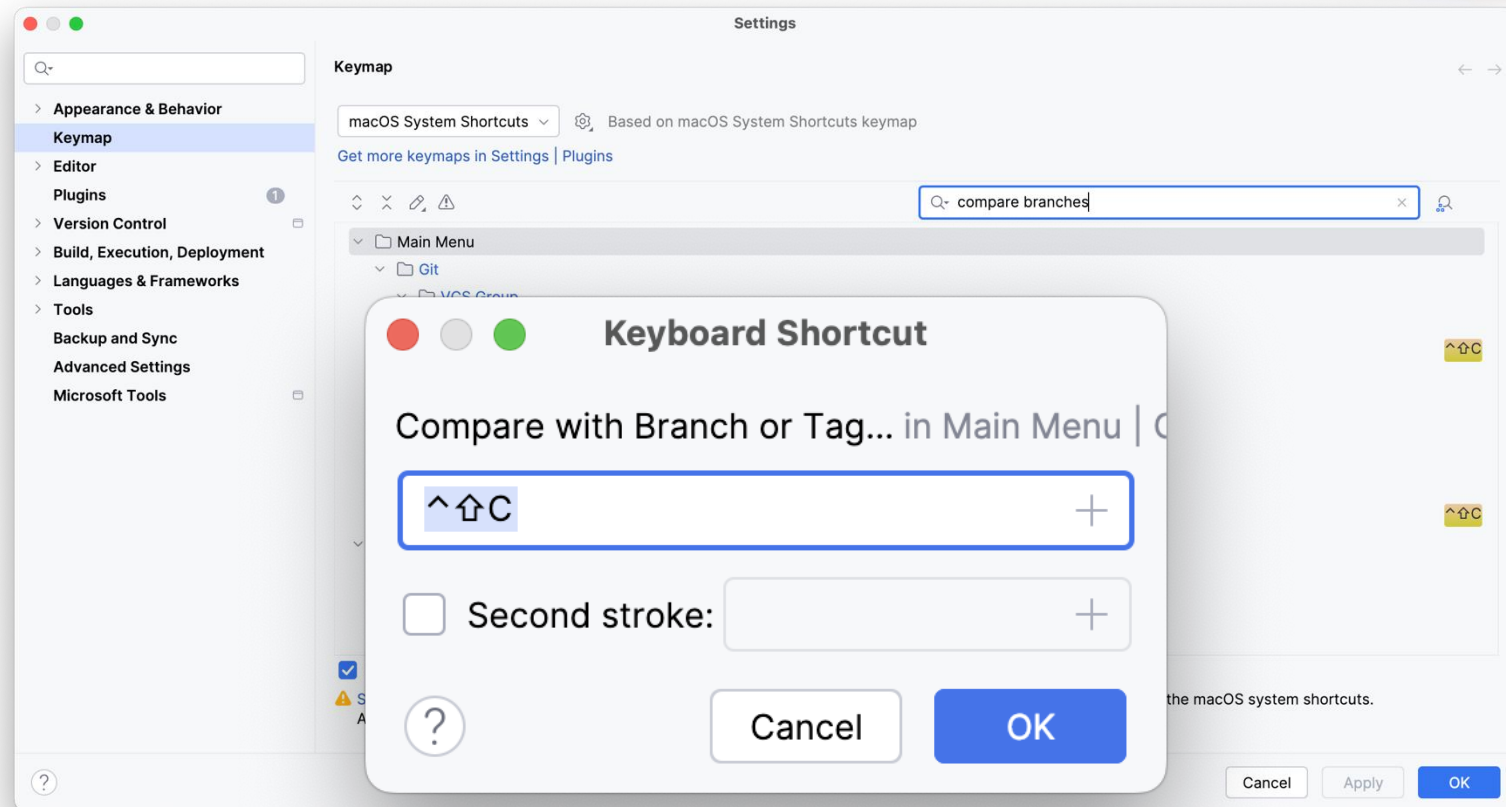 Settings
Appearance & Behavior
Keymap
Editor
Plugins 1
Version Control
Build, Execution, Deployment
Languages & Frameworks
Tools
Backup and Sync
Advanced Settings
Microsoft Tools
Keymap
macOS System Shortcuts Based on macOS System Shortcuts keymap
Get more keymaps in Settings | Plugins
compare branches
Main Menu
Git
VCS Group
^⇧C
^⇧C
the macOS system shortcuts.
Keyboard Shortcut
Compare with Branch or Tag... in Main Menu |
^⇧C
Second stroke:
?
Cancel
OK
?
Cancel
Apply
OK